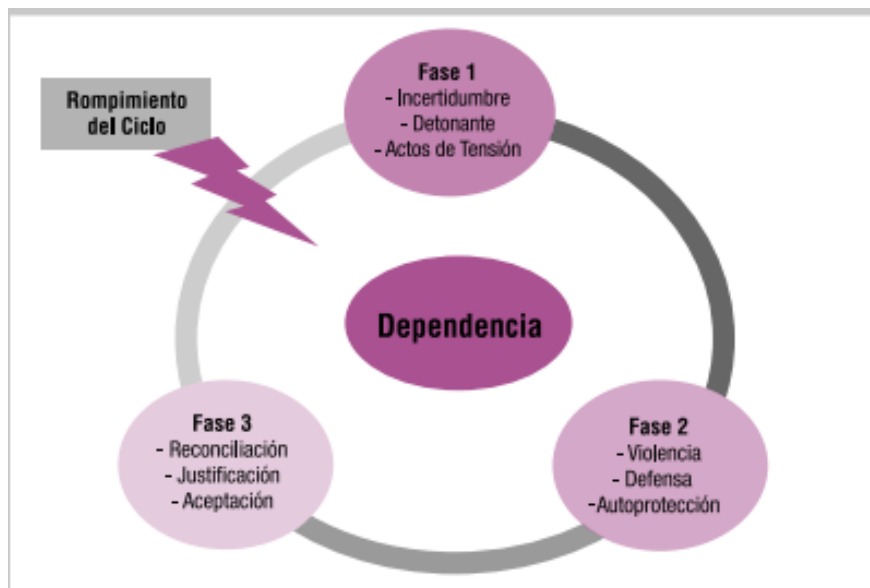 Rompimiento
del Ciclo
Fase 1
- Incertidumbre
- Detonante
- Actos de Tensión
Dependencia
Fase 3
- Reconciliación
- Justificación
- Aceptación
Fase 2
- Violencia
- Defensa
- Autoprotección